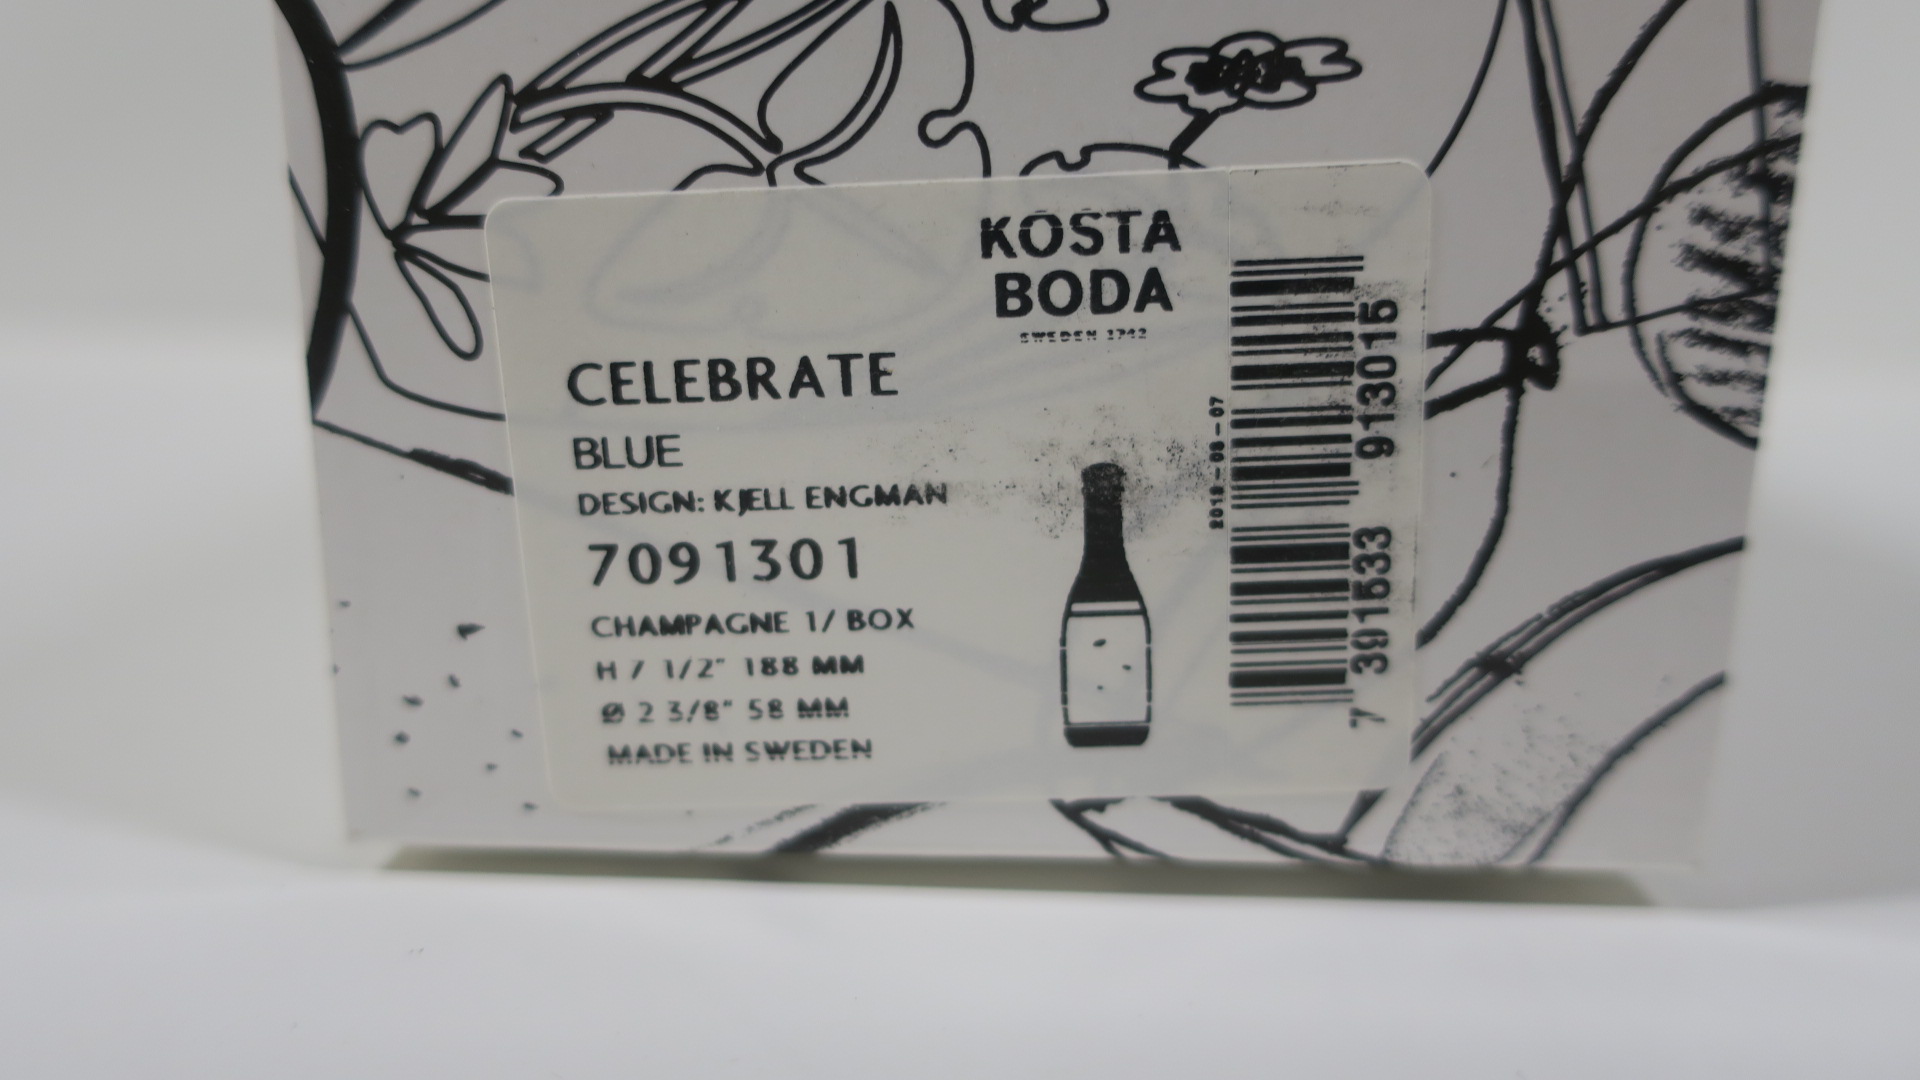 KOSTA
BODA
SWEDEN 1742
CELEBRATE
BLUE
DESIGN: KJELL ENGMAN
7091301
CHAMPAGNE 1/ BOX
H 7 1/2" 188 MM
Ø 2 3/8" 58 MM
MADE IN SWEDEN
7 391533 913015